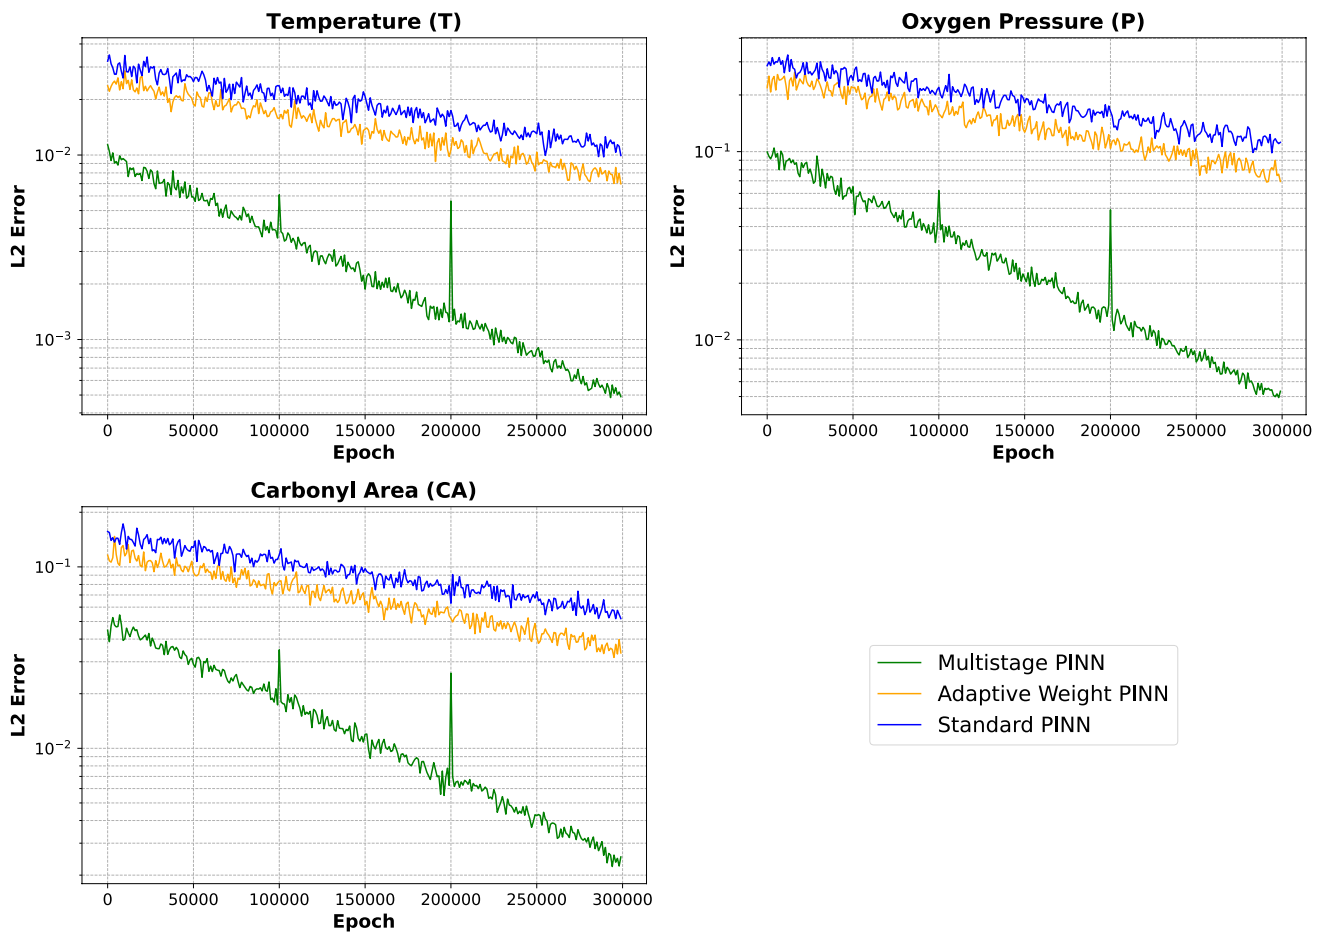 Temperature (T)
L2 Error
10⁻²
10⁻³
0 50000 100000 150000 200000 250000 300000
Epoch
Oxygen Pressure (P)
L2 Error
10⁻¹
10⁻²
0 50000 100000 150000 200000 250000 300000
Epoch
Carbonyl Area (CA)
L2 Error
10⁻¹
10⁻²
0 50000 100000 150000 200000 250000 300000
Epoch
Multistage PINN
Adaptive Weight PINN
Standard PINN